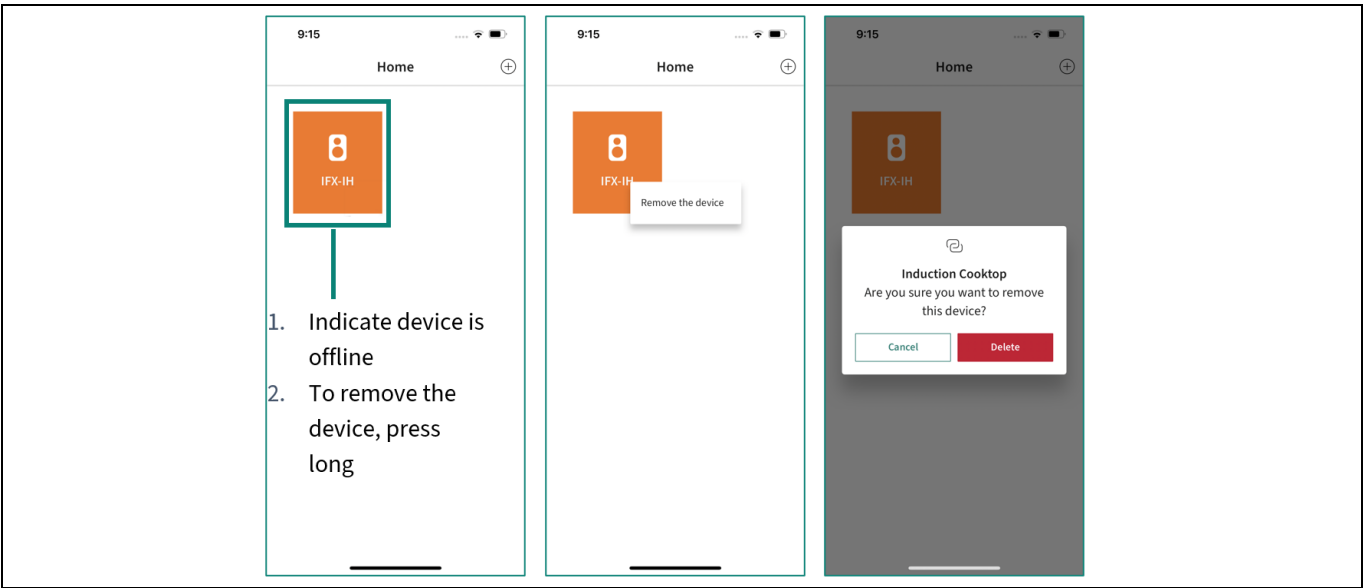 9:15
Home
IFX-IH
1. Indicate device is
offline
2. To remove the
device, press
long
9:15
Home
IFX-IH
Remove the device
9:15
Home
IFX-IH
Induction Cooktop
Are you sure you want to remove
this device?
Cancel
Delete